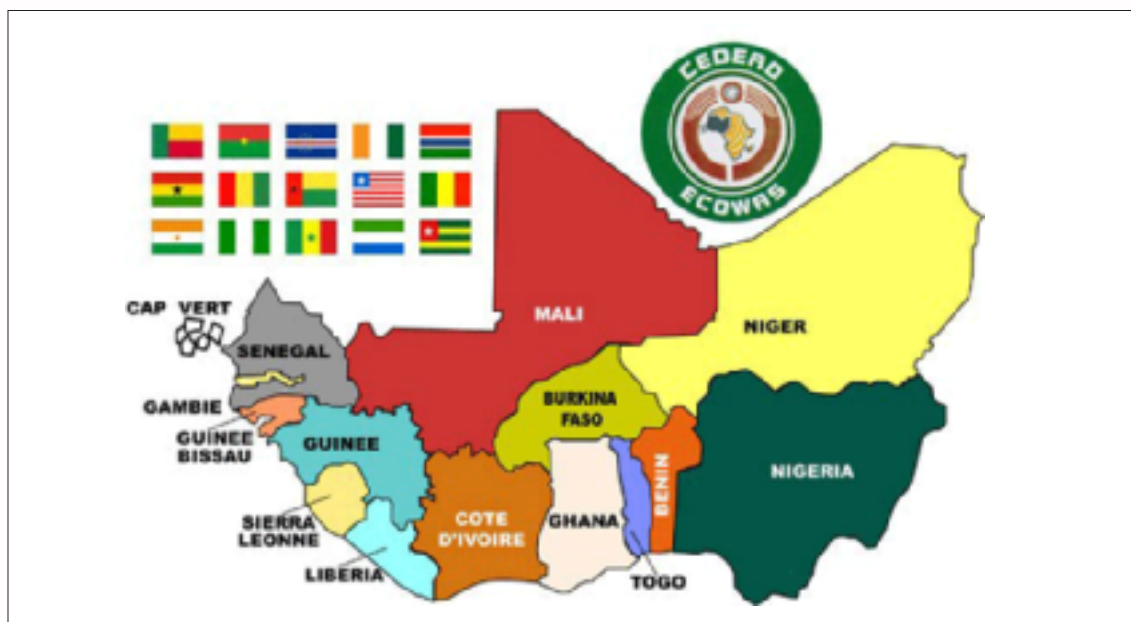 CEDEAO
ECOWAS
CAP VERT
SENEGAL
MALI
NIGER
GAMBIE
GUINEE
BISSAU
GUINEE
BURKINA
FASO
SIERRA
LEONNE
LIBERIA
COTE
D'IVOIRE
GHANA
TOGO
BENIN
NIGERIA